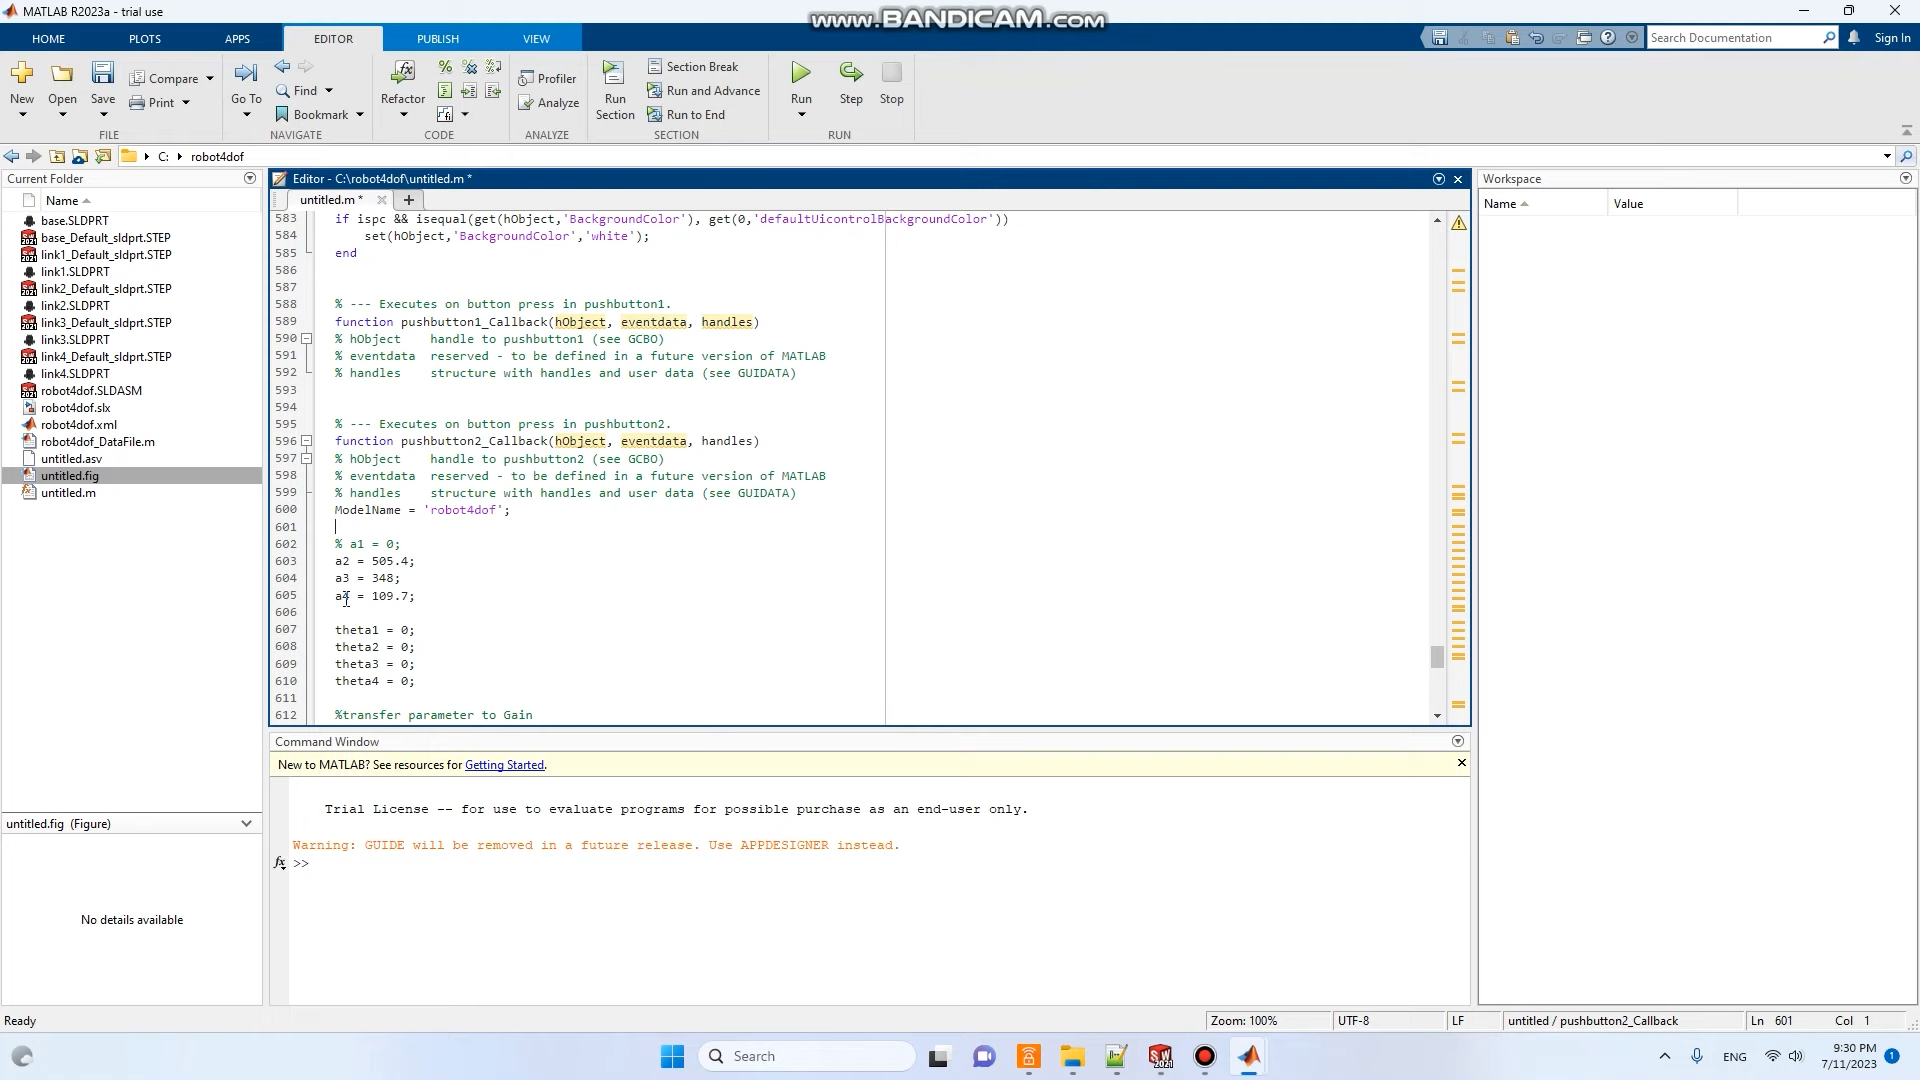 MATLAB R2023a - trial use
www.BANDICAM.com
HOME PLOTS APPS EDITOR PUBLISH VIEW
Search Documentation
Sign In
New Open Save
Compare
Print
FILE
Go To
Find
Bookmark
NAVIGATE
Refactor
CODE
Profiler
Analyze
ANALYZE
Run Section
Section Break
Run and Advance
Run to End
SECTION
Run Step Stop
RUN
C: robot4dof
Current Folder
Name
base.SLDPRT
base_Default_sldprt.STEP
link1_Default_sldprt.STEP
link1.SLDPRT
link2_Default_sldprt.STEP
link2.SLDPRT
link3_Default_sldprt.STEP
link3.SLDPRT
link4_Default_sldprt.STEP
link4.SLDPRT
robot4dof.SLDASM
robot4dof.slx
robot4dof.xml
robot4dof_DataFile.m
untitled.asv
untitled.fig
untitled.m
untitled.fig (Figure)
No details available
Editor - C:\robot4dof\untitled.m *
untitled.m *
583 if ispc && isequal(get(hObject,'BackgroundColor'), get(0,'defaultUicontrolBackgroundColor'))
584 set(hObject,'BackgroundColor','white');
585 end
586
587
588 % --- Executes on button press in pushbutton1.
589 function pushbutton1_Callback(hObject, eventdata, handles)
590 % hObject handle to pushbutton1 (see GCBO)
591 % eventdata reserved - to be defined in a future version of MATLAB
592 % handles structure with handles and user data (see GUIDATA)
593
594
595 % --- Executes on button press in pushbutton2.
596 function pushbutton2_Callback(hObject, eventdata, handles)
597 % hObject handle to pushbutton2 (see GCBO)
598 % eventdata reserved - to be defined in a future version of MATLAB
599 % handles structure with handles and user data (see GUIDATA)
600 ModelName = 'robot4dof';
601
602 % a1 = 0;
603 a2 = 505.4;
604 a3 = 348;
605 a4 = 109.7;
606
607 theta1 = 0;
608 theta2 = 0;
609 theta3 = 0;
610 theta4 = 0;
611
612 %transfer parameter to Gain
Command Window
New to MATLAB? See resources for Getting Started.
Trial License -- for use to evaluate programs for possible purchase as an end-user only.
Warning: GUIDE will be removed in a future release. Use APPDESIGNER instead.
fx >>
Workspace
Name Value
Ready
Zoom: 100% UTF-8 LF untitled / pushbutton2_Callback Ln 601 Col 1
Search
ENG
9:30 PM
7/11/2023
1